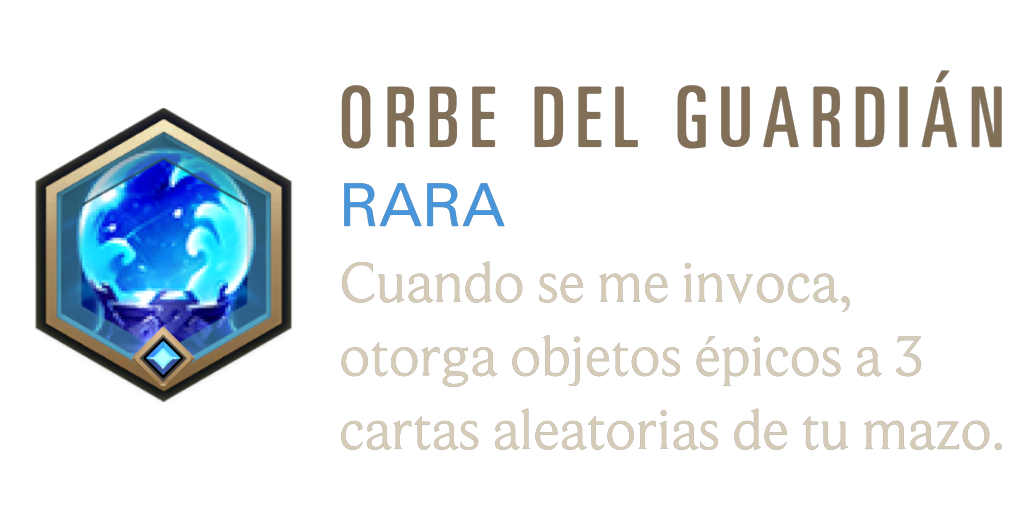 ORBE DEL GUARDIÁN
RARA
Cuando se me invoca,
otorga objetos épicos a 3
cartas aleatorias de tu mazo.